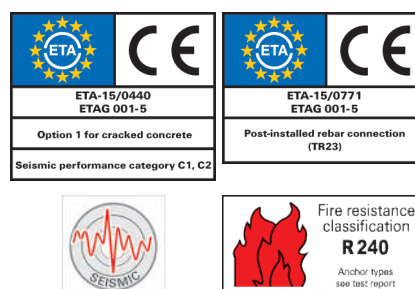 ETA
CE
ETA-15/0440
ETAG 001-5
Option 1 for cracked concrete
Seismic performance category C1, C2
ETA
CE
ETA-15/0771
ETAG 001-5
Post-installed rebar connection
(TR23)
SEISMIC
Fire resistance
classification
R 240
Anchor types
see test report